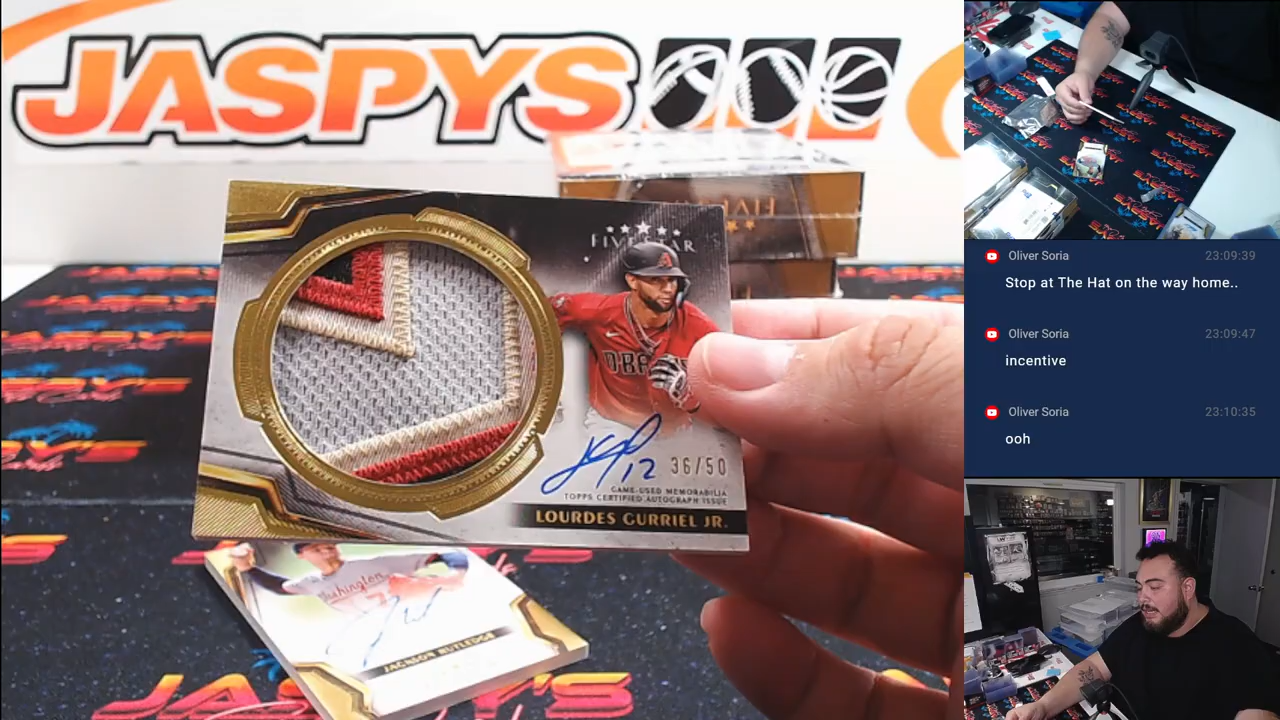 JASPYS
FIVE STAR
36/50
GAME-USED MEMORABILIA
TOPPS CERTIFIED AUTOGRAPH ISSUE
LOURDES GURRIEL JR.
Washington
JACKSON RUTLEDGE
JASPY'S
Oliver Soria 23:09:39
Stop at The Hat on the way home..
Oliver Soria 23:09:47
incentive
Oliver Soria 23:10:35
ooh